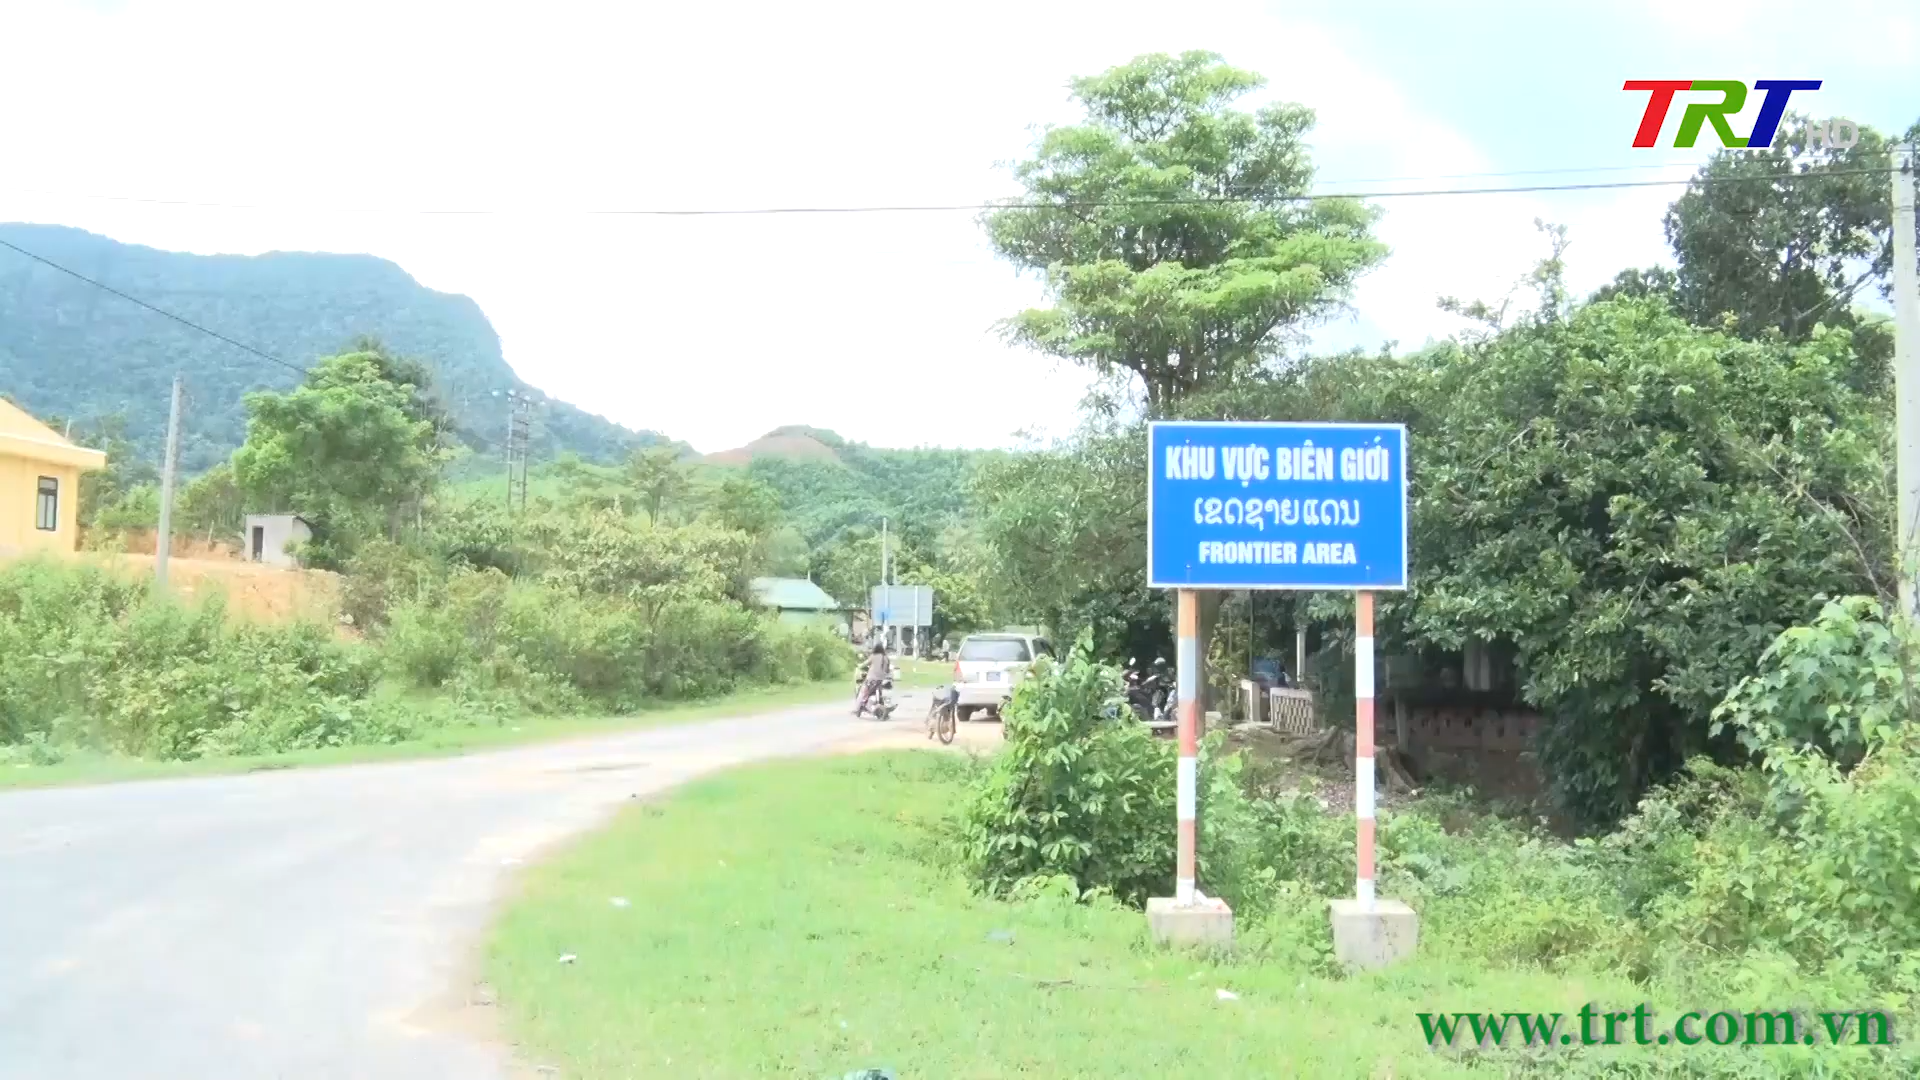 TRT HD
KHU VỰC BIÊN GIỚI
ເຂດຊາຍແດນ
FRONTIER AREA
www.trt.com.vn